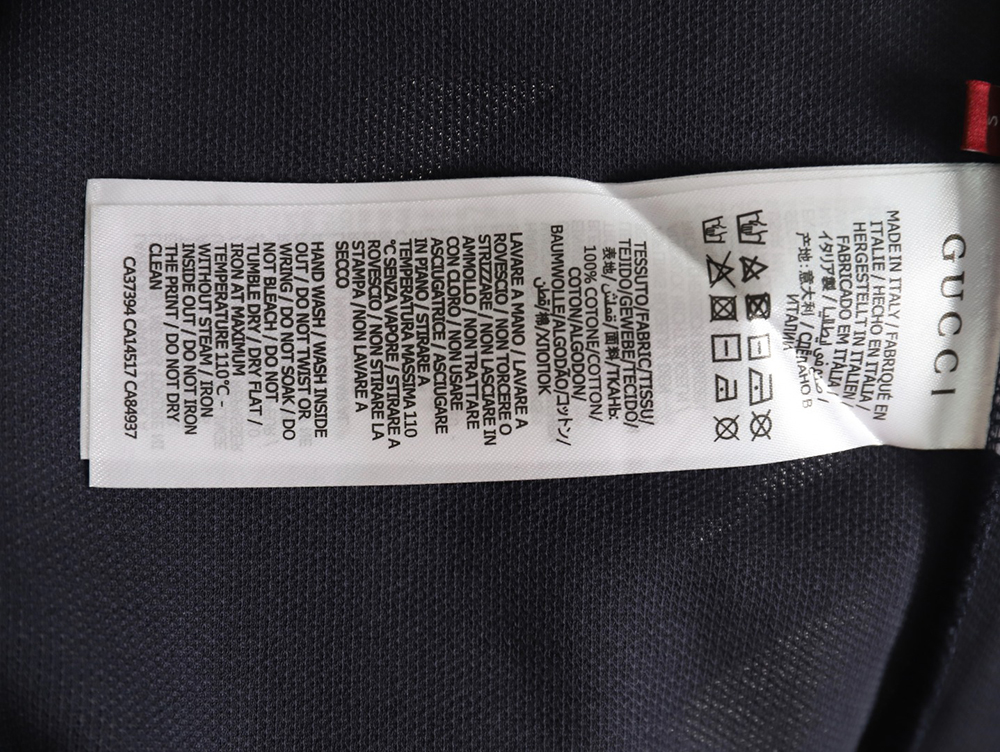 GUCCI
MADE IN ITALY / FABRIQUÉ EN
ITALIE / HECHO EN ITALIA /
HERGESTELLT IN ITALIEN /
FABRICADO EM ITÁLIA /
イタリア製 / صنع في إيطاليا /
产地: 意大利 / СДЕЛАНО В
ИТАЛИИ
TESSUTO/FABRIC/TISSU/
TEJIDO/GEWEBE/TECIDO/
表地/قماش/面料/ТКАНЬ:
100% COTONE/COTTON/
COTON/ALGODON/
BAUMWOLLE/ALGODÃO/コットン/
قطن/棉/ХЛОПОК
LAVARE A MANO / LAVARE A
ROVESCIO / NON TORCERE O
STRIZZARE / NON LASCIARE IN
AMMOLLO / NON TRATTARE
CON CLORO / NON USARE
ASCIUGATRICE / ASCIUGARE
IN PIANO / STIRARE A
TEMPERATURA MASSIMA 110
°C SENZA VAPORE / STIRARE A
ROVESCIO / NON STIRARE LA
STAMPA / NON LAVARE A
SECCO
HAND WASH / WASH INSIDE
OUT / DO NOT TWIST OR
WRING / DO NOT SOAK / DO
NOT BLEACH / DO NOT
TUMBLE DRY / DRY FLAT /
IRON AT MAXIMUM
TEMPERATURE 110°C -
WITHOUT STEAM / IRON
INSIDE OUT / DO NOT IRON
THE PRINT / DO NOT DRY
CLEAN
CA37394 CA14517 CA84937
S